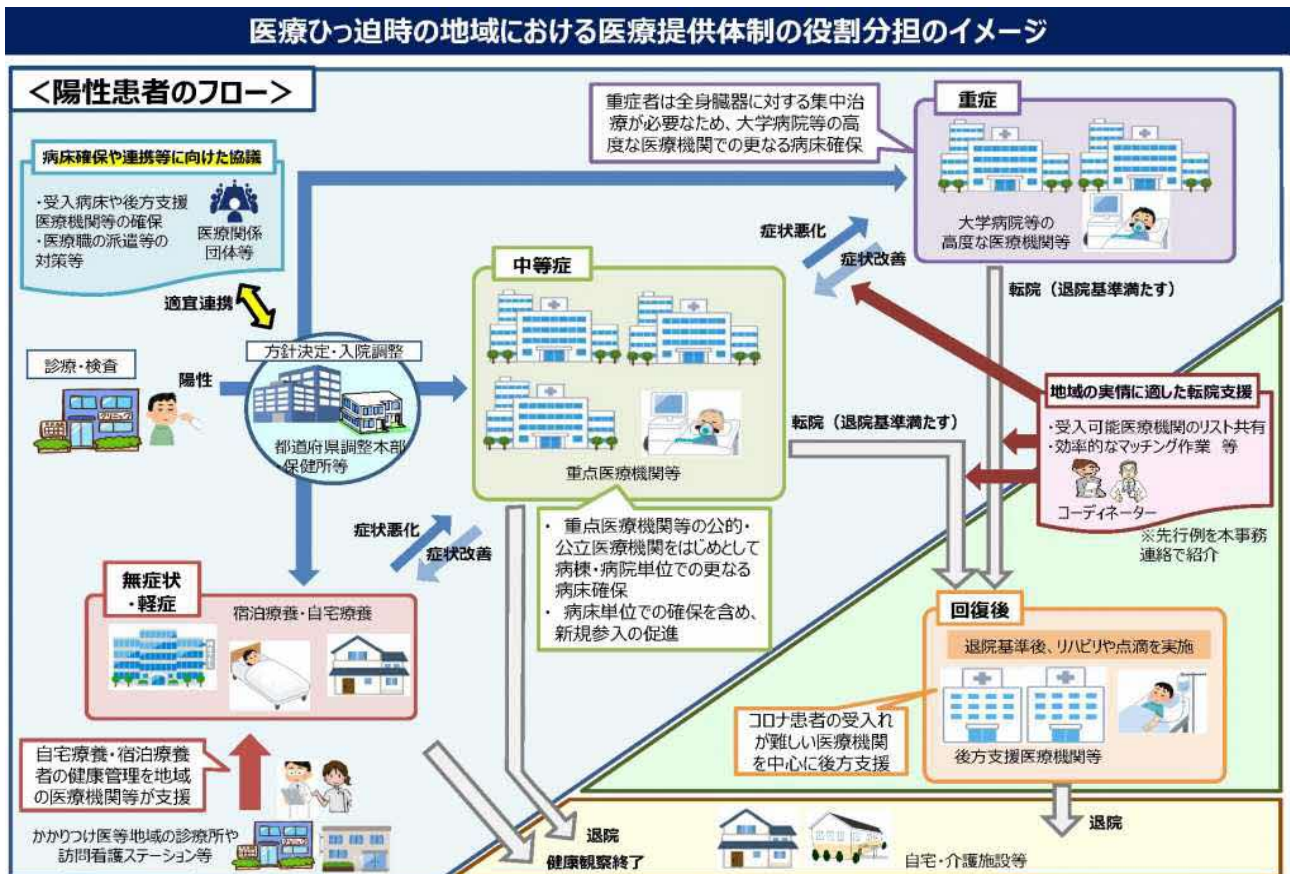 医療ひっ迫時の地域における医療提供体制の役割分担のイメージ
＜陽性患者のフロー＞
病床確保や連携等に向けた協議
・受入病床や後方支援
医療機関等の確保
・医療職の派遣等の
対策等
医療関係
団体等
適宜連携
重症者は全身臓器に対する集中治
療が必要なため、大学病院等の高
度な医療機関での更なる病床確保
重症
大学病院等の
高度な医療機関等
症状悪化
症状改善
転院（退院基準満たす）
診療・検査
陽性
方針決定・入院調整
都道府県調整本部
・保健所等
中等症
重点医療機関等
転院（退院基準満たす）
・ 重点医療機関等の公的・
公立医療機関をはじめとして
病棟・病院単位での更なる
病床確保
・ 病床単位での確保を含め、
新規参入の促進
地域の実情に適した転院支援
・受入可能医療機関のリスト共有
・効率的なマッチング作業 等
コーディネーター
※先行例を本事務
連絡で紹介
症状悪化
症状改善
無症状
・軽症
宿泊療養・自宅療養
自宅療養・宿泊療養
者の健康管理を地域
の医療機関等が支援
かかりつけ医等地域の診療所や
訪問看護ステーション等
回復後
退院基準後、リハビリや点滴を実施
後方支援医療機関等
コロナ患者の受入れ
が難しい医療機関
を中心に後方支援
退院
健康観察終了
退院
自宅・介護施設等